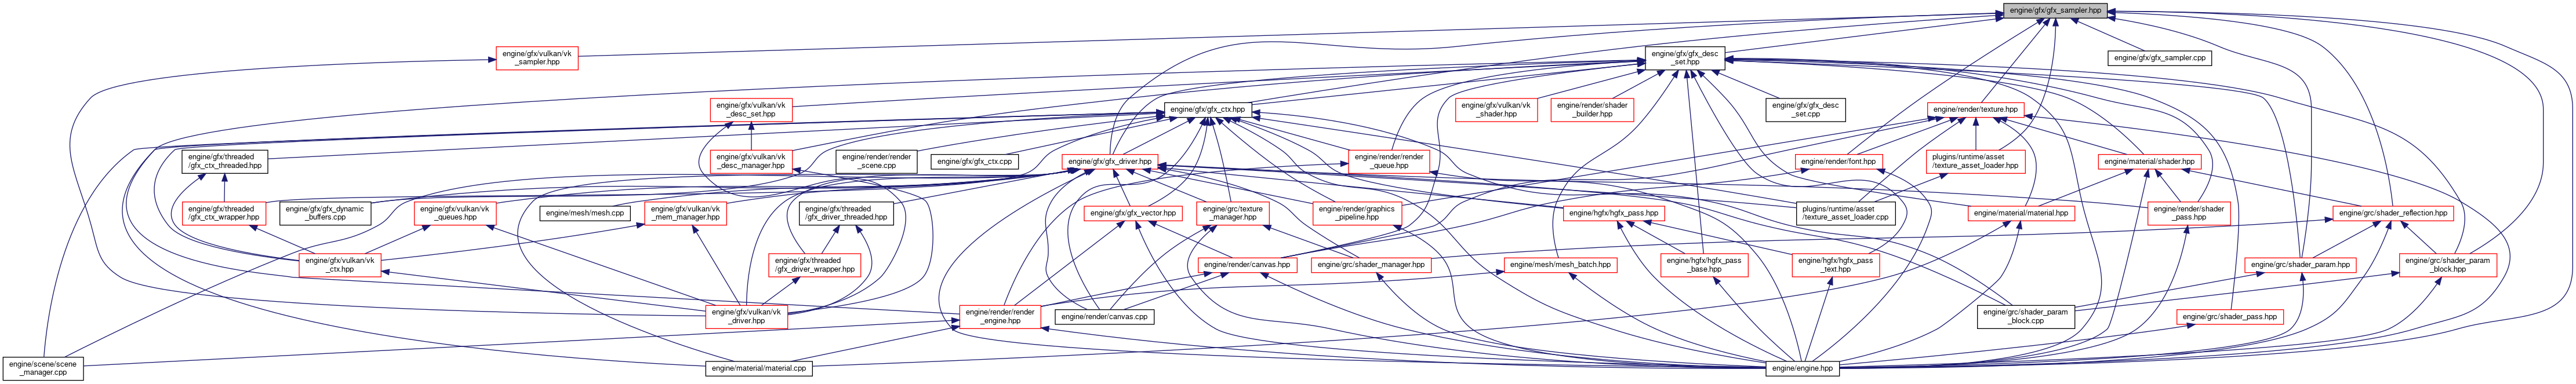 engine/gfx/gfx_sampler.hpp
engine/gfx/vulkan/vk
_sampler.hpp
engine/gfx/gfx_desc
_set.hpp
engine/gfx/gfx_sampler.cpp
engine/gfx/vulkan/vk
_desc_set.hpp
engine/gfx/gfx_ctx.hpp
engine/gfx/vulkan/vk
_shader.hpp
engine/render/shader
_builder.hpp
engine/gfx/gfx_desc
_set.cpp
engine/render/texture.hpp
engine/gfx/threaded
/gfx_ctx_threaded.hpp
engine/gfx/vulkan/vk
_desc_manager.hpp
engine/render/render
_scene.cpp
engine/gfx/gfx_ctx.cpp
engine/gfx/gfx_driver.hpp
engine/render/render
_queue.hpp
engine/render/font.hpp
plugins/runtime/asset
/texture_asset_loader.hpp
engine/material/shader.hpp
engine/gfx/threaded
/gfx_ctx_wrapper.hpp
engine/gfx/gfx_dynamic
_buffers.cpp
engine/gfx/vulkan/vk
_queues.hpp
engine/mesh/mesh.cpp
engine/gfx/vulkan/vk
_mem_manager.hpp
engine/gfx/threaded
/gfx_driver_threaded.hpp
engine/gfx/gfx_vector.hpp
engine/grc/texture
_manager.hpp
engine/render/graphics
_pipeline.hpp
engine/hgfx/hgfx_pass.hpp
plugins/runtime/asset
/texture_asset_loader.cpp
engine/material/material.hpp
engine/render/shader
_pass.hpp
engine/grc/shader_reflection.hpp
engine/gfx/vulkan/vk
_ctx.hpp
engine/gfx/threaded
/gfx_driver_wrapper.hpp
engine/render/canvas.hpp
engine/grc/shader_manager.hpp
engine/mesh/mesh_batch.hpp
engine/hgfx/hgfx_pass
_base.hpp
engine/hgfx/hgfx_pass
_text.hpp
engine/grc/shader_param.hpp
engine/grc/shader_param
_block.hpp
engine/gfx/vulkan/vk
_driver.hpp
engine/render/render
_engine.hpp
engine/render/canvas.cpp
engine/grc/shader_param
_block.cpp
engine/grc/shader_pass.hpp
engine/scene/scene
_manager.cpp
engine/material/material.cpp
engine/engine.hpp